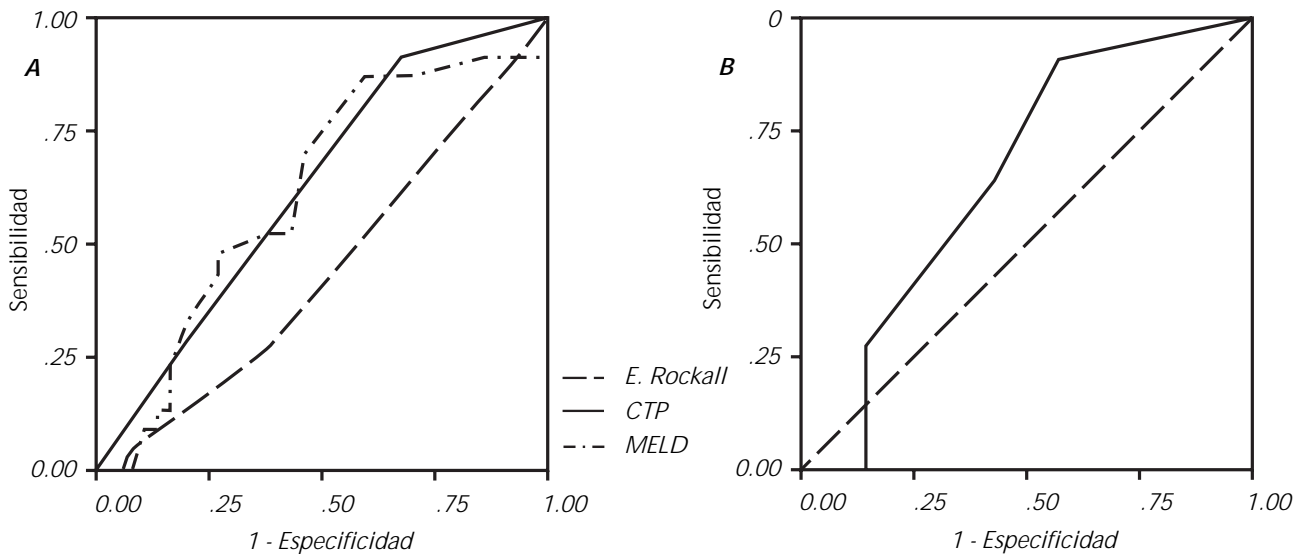 A
1.00
.75
.50
.25
0.00
Sensibilidad
0.00 .25 .50 .75 1.00
1 - Especificidad
E. Rockall
CTP
MELD
B
0
.75
.50
.25
0.00
Sensibilidad
0.00 .25 .50 .75 1.00
1 - Especificidad